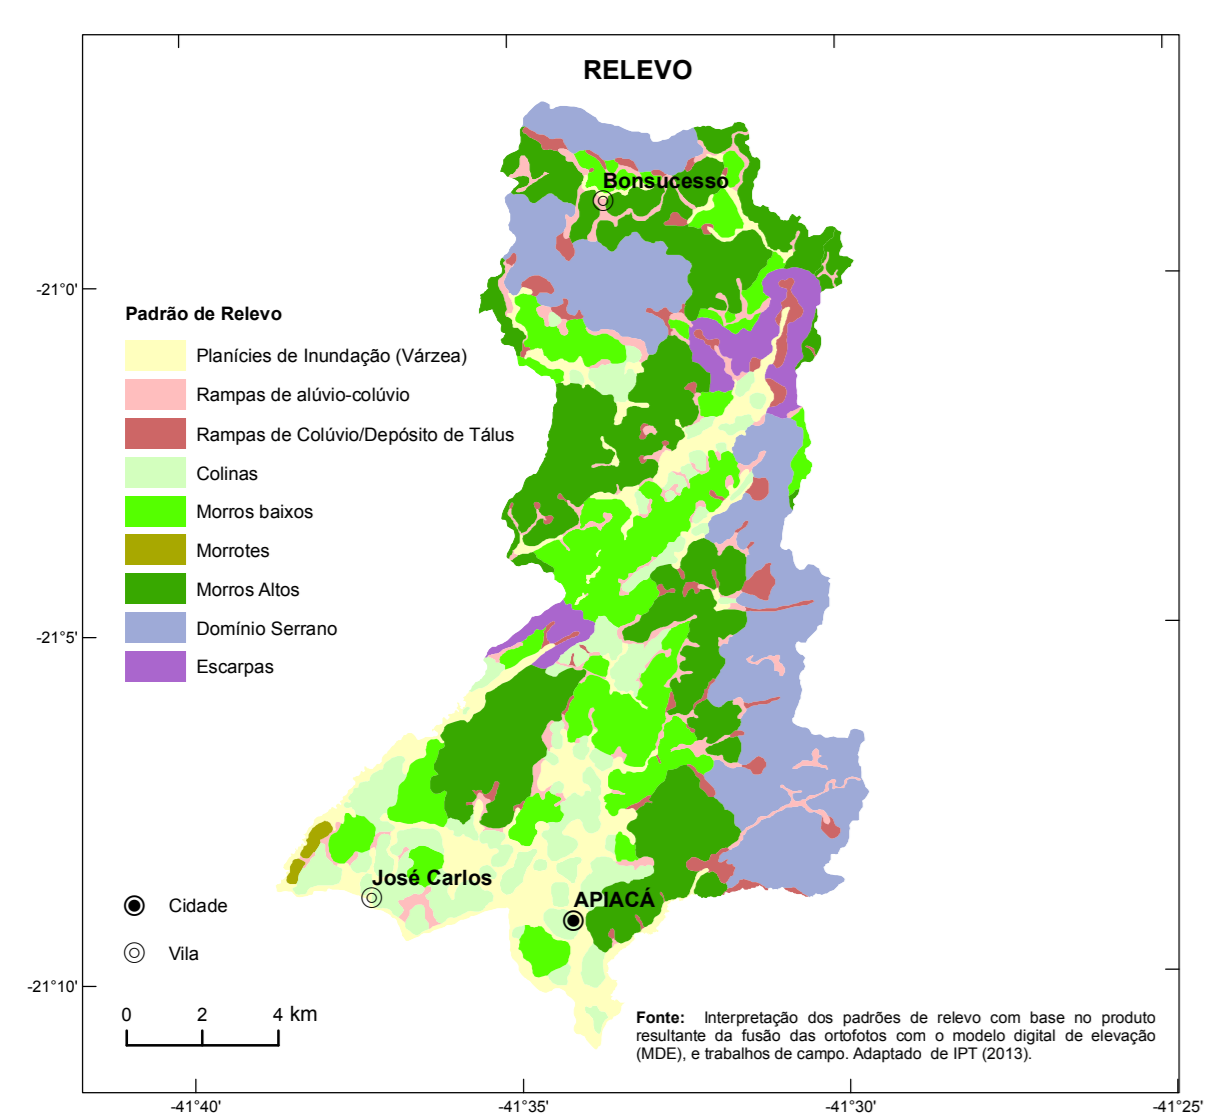 RELEVO
Bonsucesso
-21°0'
Padrão de Relevo
Planícies de Inundação (Várzea)
Rampas de alúvio-colúvio
Rampas de Colúvio/Depósito de Tálus
Colinas
Morros baixos
Morrotes
Morros Altos
Domínio Serrano
-21°5'
Escarpas
José Carlos
APIACÁ
Cidade
Vila
-21°10'
0 2 4 km
Fonte: Interpretação dos padrões de relevo com base no produto
resultante da fusão das ortofotos com o modelo digital de elevação
(MDE), e trabalhos de campo. Adaptado de IPT (2013).
-41°40' -41°35' -41°30' -41°25'